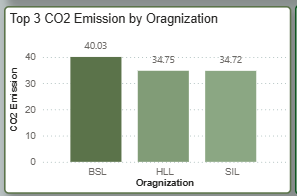 Top 3 CO2 Emission by Oragnization
40.03
40
34.75
34.72
30
20
10
0
CO2 Emission
BSL
HLL
SIL
Oragnization